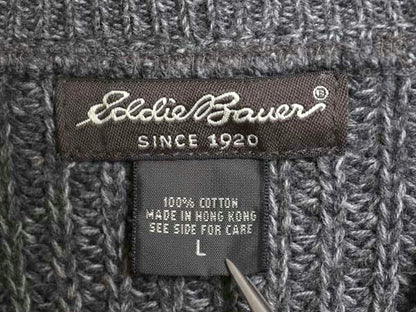 Eddie Bauer®
SINCE 1920
100% COTTON
MADE IN HONG KONG
SEE SIDE FOR CARE
L